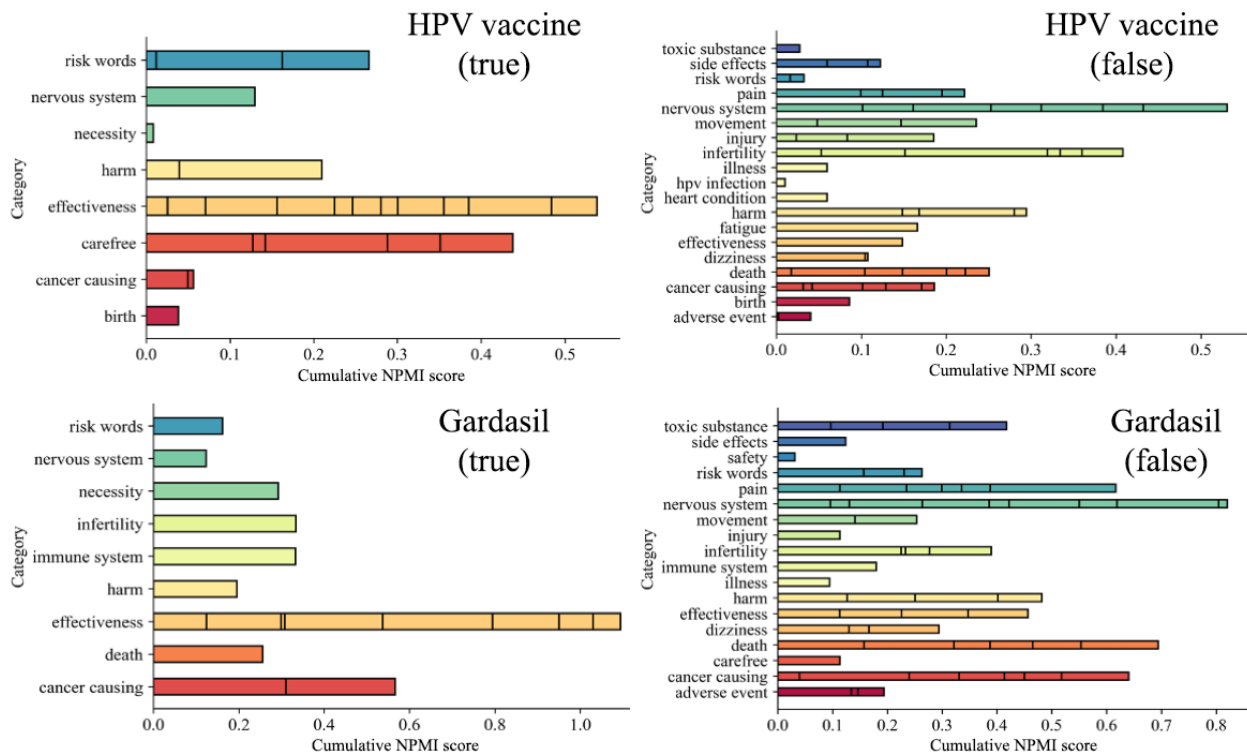 HPV vaccine
(true)
risk words
nervous system
necessity
harm
effectiveness
carefree
cancer causing
birth
Category
0.0 0.1 0.2 0.3 0.4 0.5
Cumulative NPMI score
HPV vaccine
(false)
toxic substance
side effects
risk words
pain
nervous system
movement
injury
infertility
illness
hpv infection
heart condition
harm
fatigue
effectiveness
dizziness
death
cancer causing
birth
adverse event
Category
0.0 0.1 0.2 0.3 0.4 0.5
Cumulative NPMI score
Gardasil
(true)
risk words
nervous system
necessity
infertility
immune system
harm
effectiveness
death
cancer causing
Category
0.0 0.2 0.4 0.6 0.8 1.0
Cumulative NPMI score
Gardasil
(false)
toxic substance
side effects
safety
risk words
pain
nervous system
movement
injury
infertility
immune system
illness
harm
effectiveness
dizziness
death
carefree
cancer causing
adverse event
Category
0.0 0.1 0.2 0.3 0.4 0.5 0.6 0.7 0.8
Cumulative NPMI score